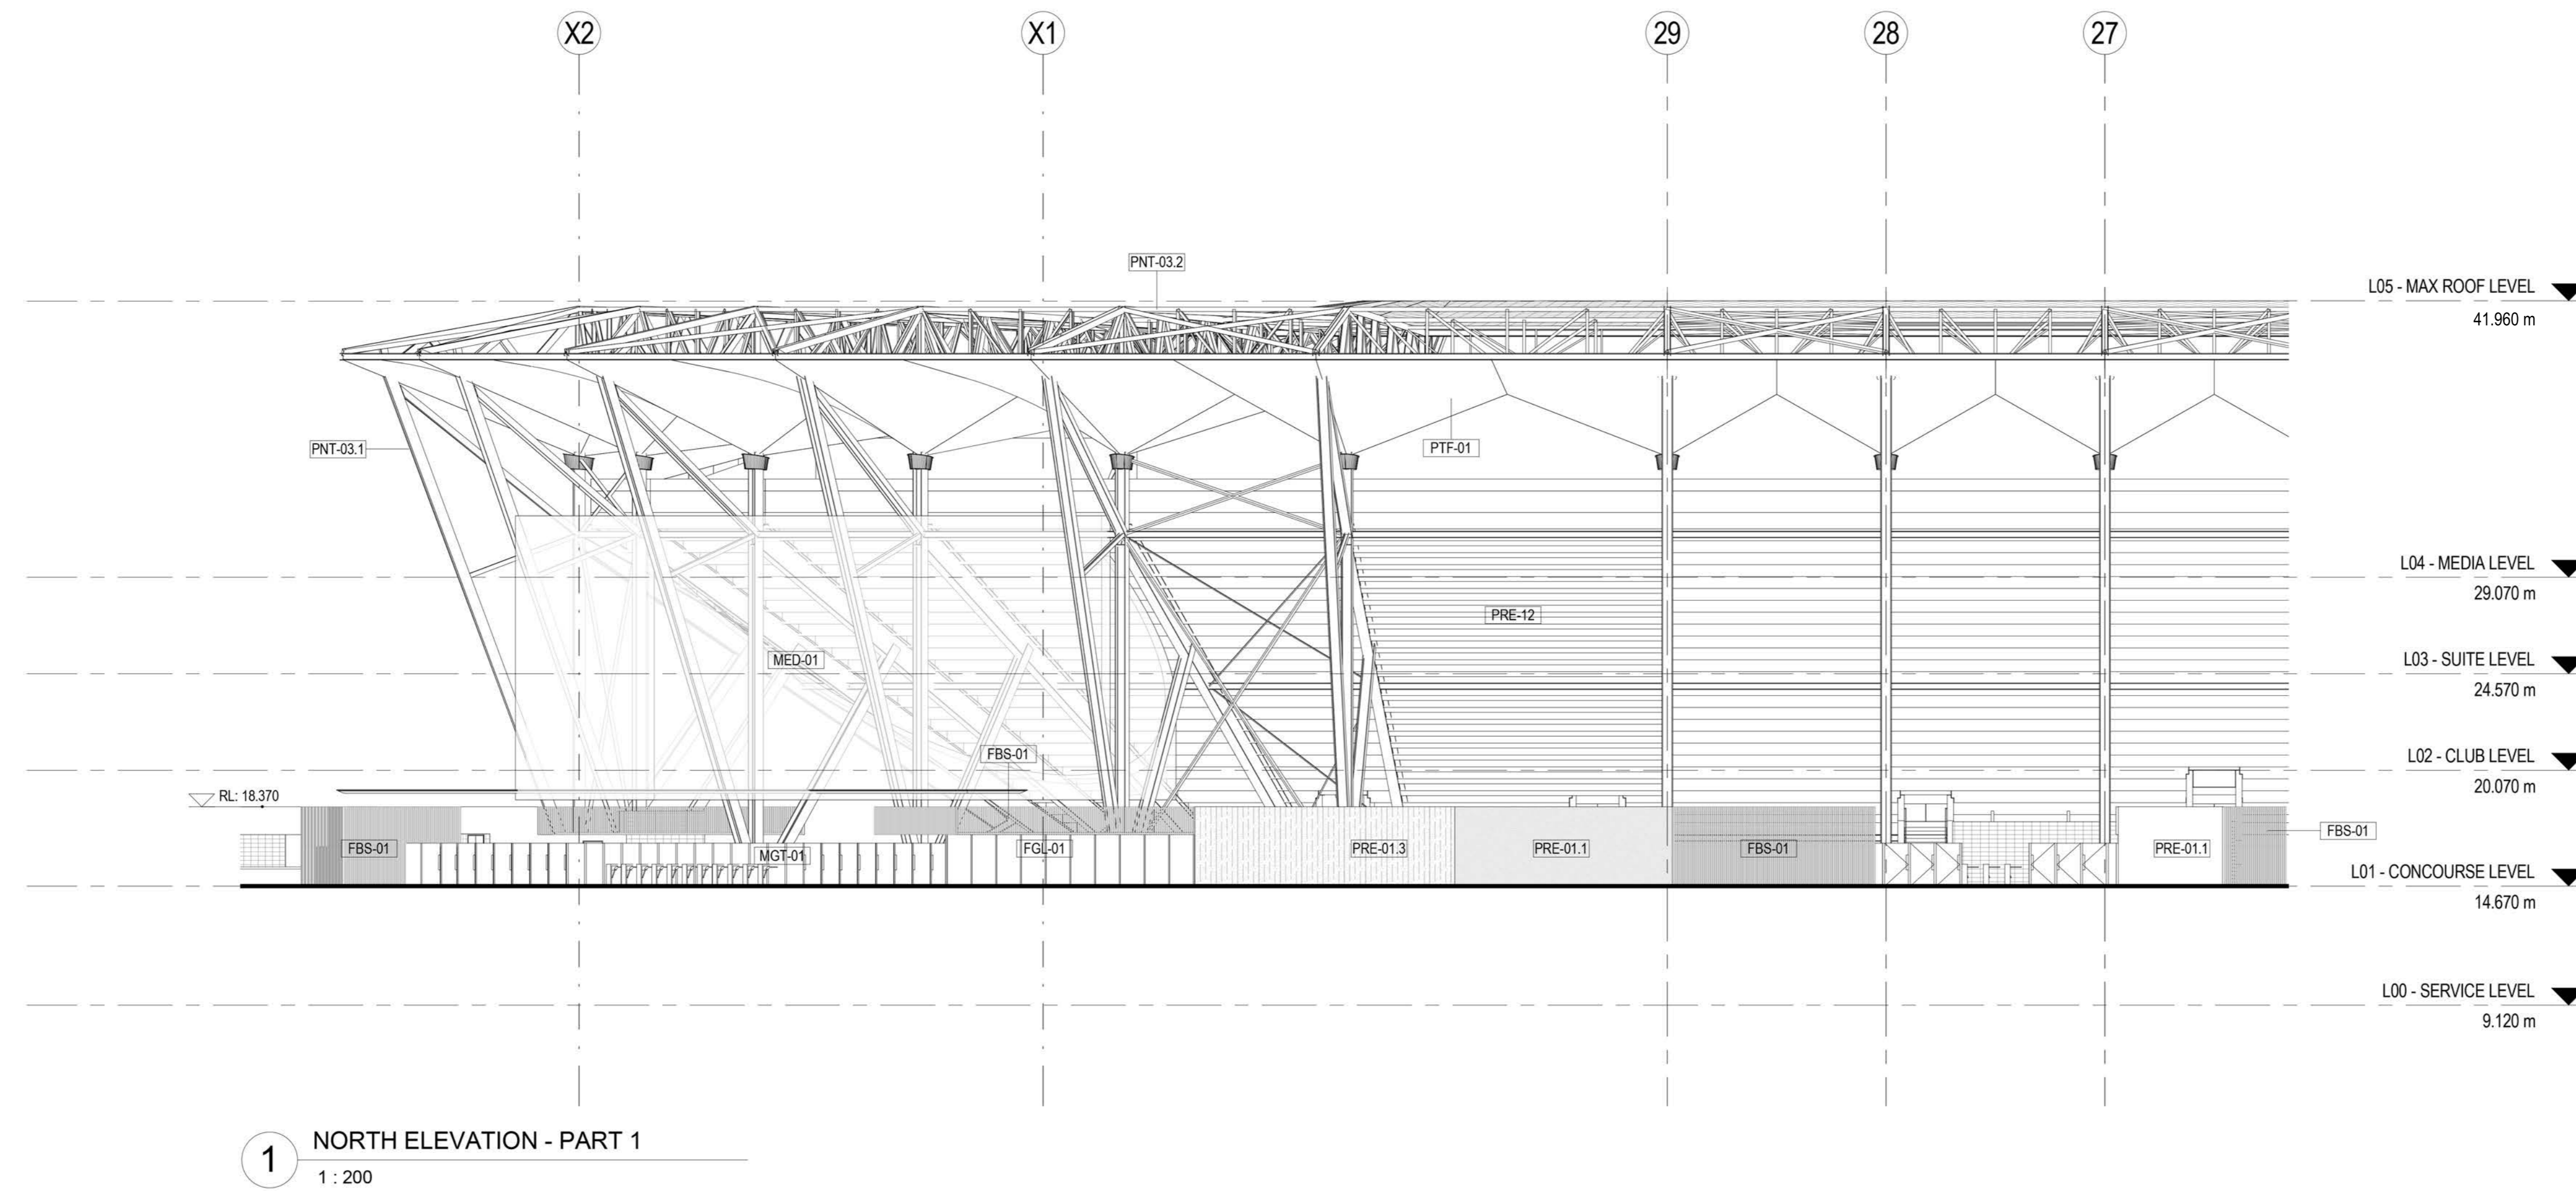 X2
X1
29
28
27
PNT-03.2
L05 - MAX ROOF LEVEL
41.960 m
PNT-03.1
PTF-01
L04 - MEDIA LEVEL
29.070 m
PRE-12
MED-01
L03 - SUITE LEVEL
24.570 m
FBS-01
L02 - CLUB LEVEL
20.070 m
RL: 18.370
FBS-01
MGT-01
FGL-01
PRE-01.3
PRE-01.1
FBS-01
PRE-01.1
FBS-01
L01 - CONCOURSE LEVEL
14.670 m
L00 - SERVICE LEVEL
9.120 m
1
NORTH ELEVATION - PART 1
1 : 200